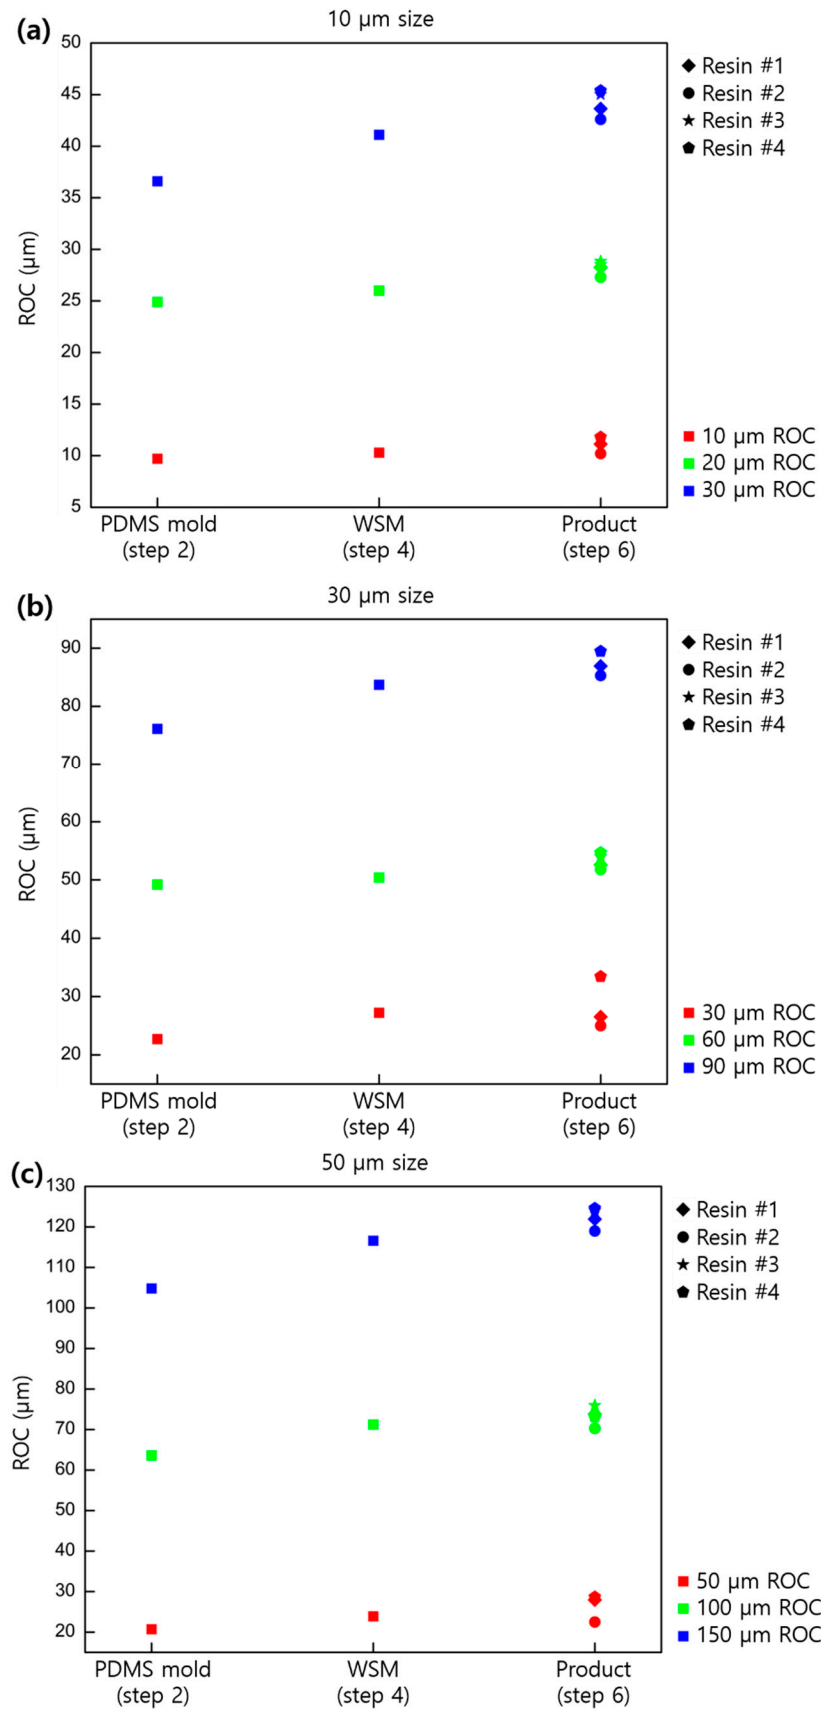 (a)
10 μm size
50
45
40
35
30
25
20
15
10
5
ROC (μm)
Resin #1
Resin #2
Resin #3
Resin #4
10 μm ROC
20 μm ROC
30 μm ROC
PDMS mold
(step 2)
WSM
(step 4)
Product
(step 6)
(b)
30 μm size
90
80
70
60
50
40
30
20
ROC (μm)
Resin #1
Resin #2
Resin #3
Resin #4
30 μm ROC
60 μm ROC
90 μm ROC
PDMS mold
(step 2)
WSM
(step 4)
Product
(step 6)
(c)
50 μm size
130
120
110
100
90
80
70
60
50
40
30
20
ROC (μm)
Resin #1
Resin #2
Resin #3
Resin #4
50 μm ROC
100 μm ROC
150 μm ROC
PDMS mold
(step 2)
WSM
(step 4)
Product
(step 6)